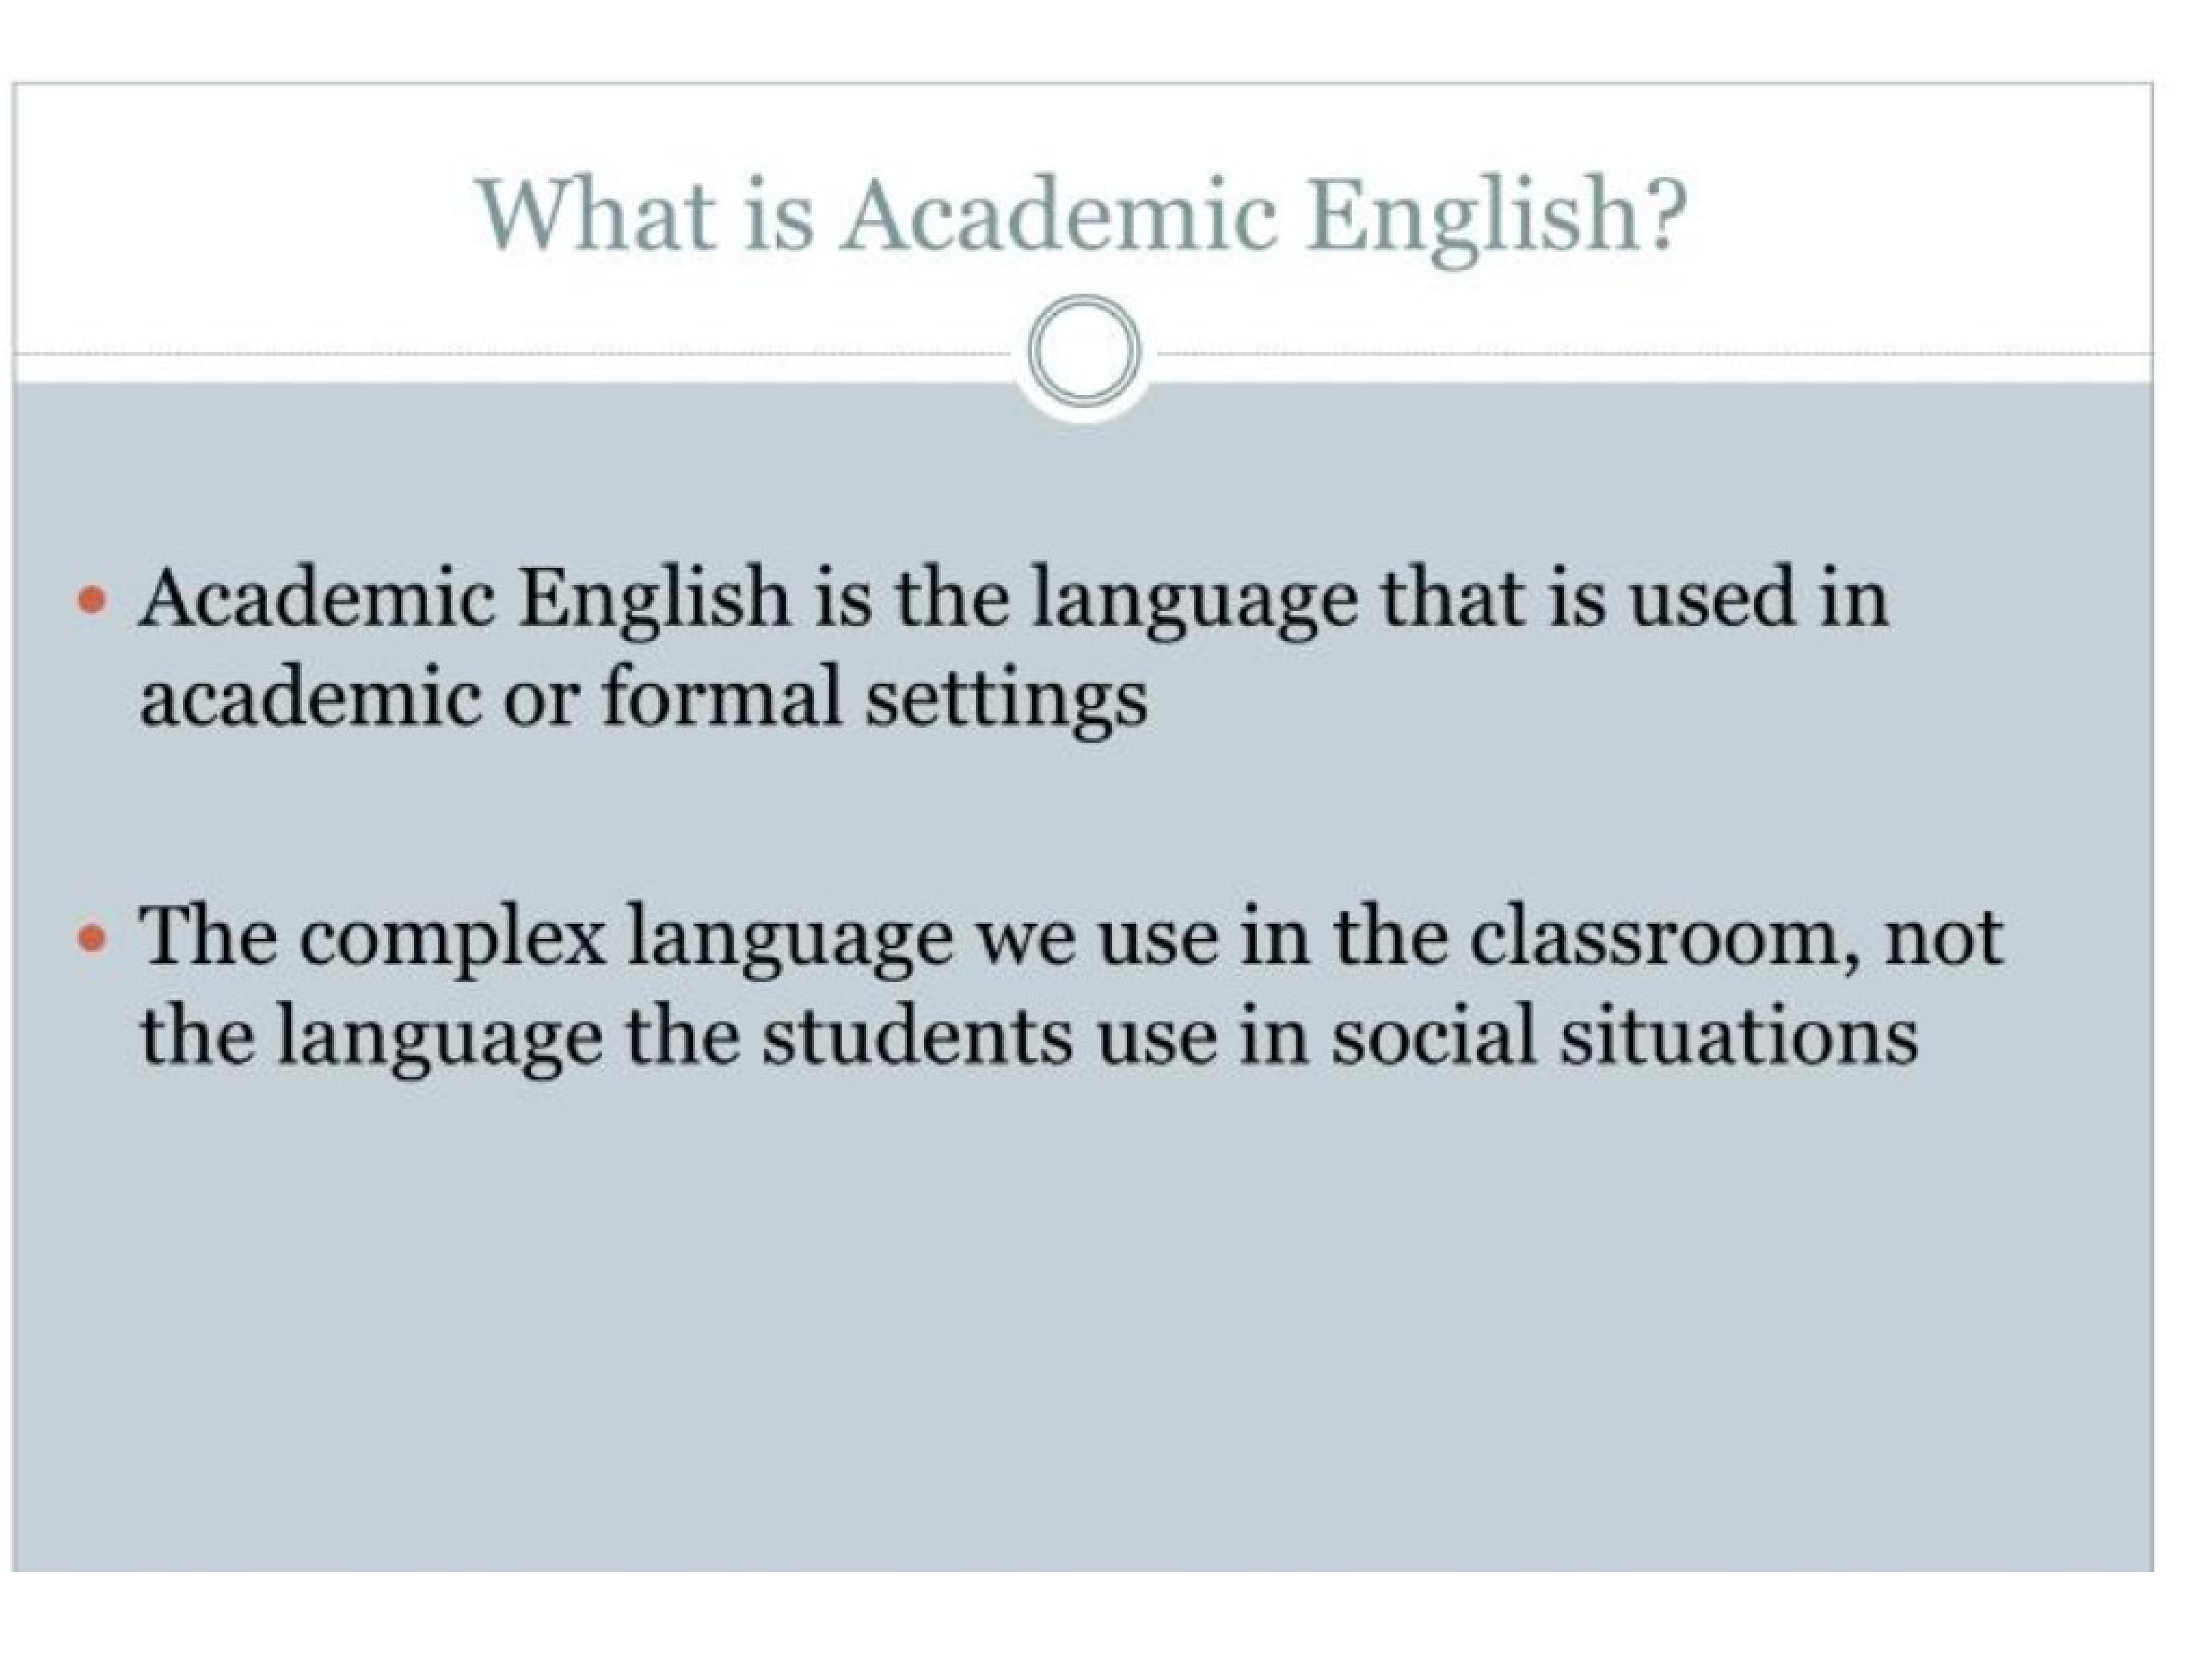 What is Academic English?
• Academic English is the language that is used in
academic or formal settings
• The complex language we use in the classroom, not
the language the students use in social situations